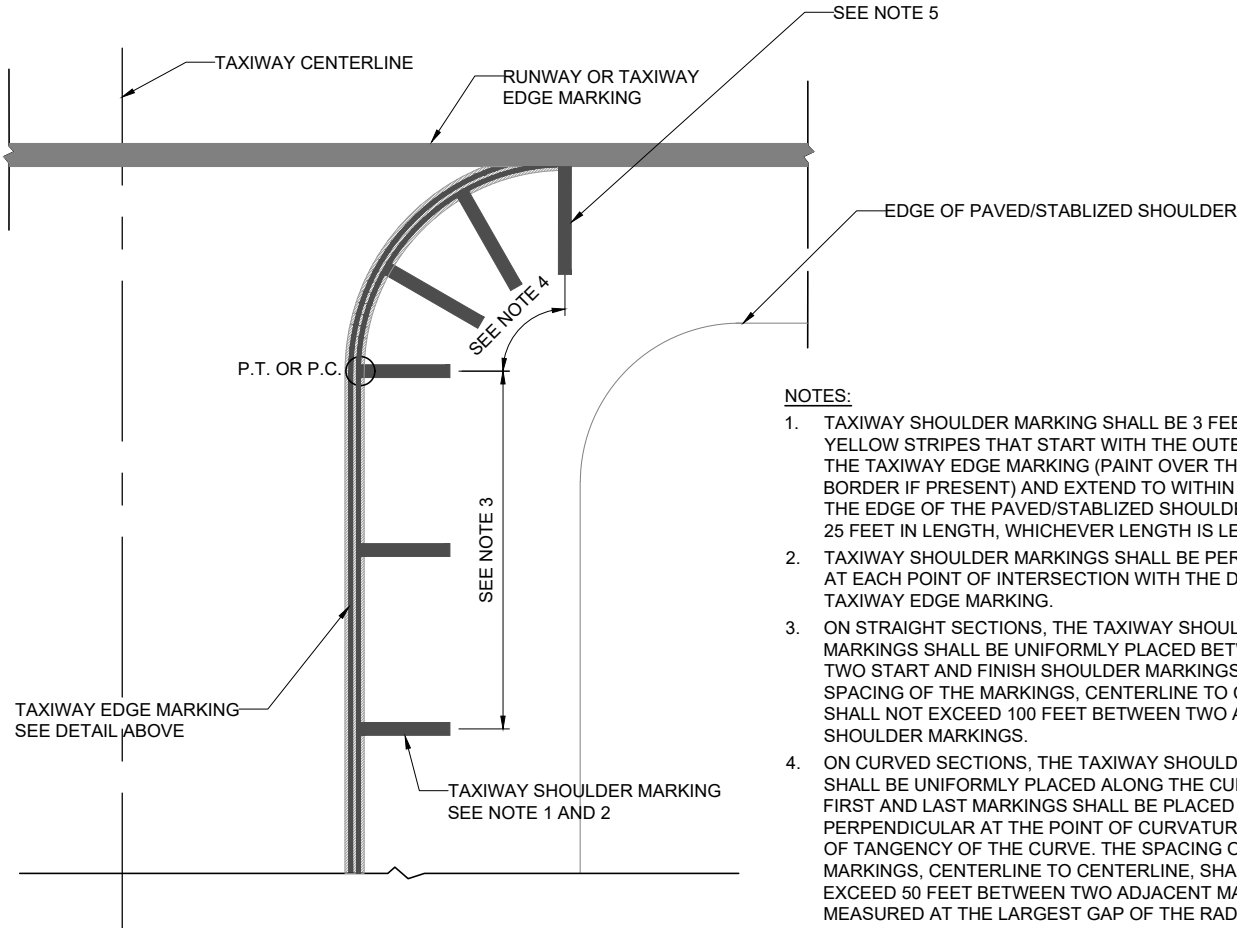 SEE NOTE 5
TAXIWAY CENTERLINE
RUNWAY OR TAXIWAY
EDGE MARKING
EDGE OF PAVED/STABLIZED SHOULDER
SEE NOTE 4
P.T. OR P.C.
SEE NOTE 3
TAXIWAY EDGE MARKING
SEE DETAIL ABOVE
TAXIWAY SHOULDER MARKING
SEE NOTE 1 AND 2
NOTES:
1. TAXIWAY SHOULDER MARKING SHALL BE 3 FEE
YELLOW STRIPES THAT START WITH THE OUTE
THE TAXIWAY EDGE MARKING (PAINT OVER TH
BORDER IF PRESENT) AND EXTEND TO WITHIN
THE EDGE OF THE PAVED/STABLIZED SHOULDE
25 FEET IN LENGTH, WHICHEVER LENGTH IS LE
2. TAXIWAY SHOULDER MARKINGS SHALL BE PER
AT EACH POINT OF INTERSECTION WITH THE D
TAXIWAY EDGE MARKING.
3. ON STRAIGHT SECTIONS, THE TAXIWAY SHOUL
MARKINGS SHALL BE UNIFORMLY PLACED BET
TWO START AND FINISH SHOULDER MARKINGS
SPACING OF THE MARKINGS, CENTERLINE TO C
SHALL NOT EXCEED 100 FEET BETWEEN TWO A
SHOULDER MARKINGS.
4. ON CURVED SECTIONS, THE TAXIWAY SHOULD
SHALL BE UNIFORMLY PLACED ALONG THE CU
FIRST AND LAST MARKINGS SHALL BE PLACED
PERPENDICULAR AT THE POINT OF CURVATUR
OF TANGENCY OF THE CURVE. THE SPACING O
MARKINGS, CENTERLINE TO CENTERLINE, SHA
EXCEED 50 FEET BETWEEN TWO ADJACENT MA
MEASURED AT THE LARGEST GAP OF THE RAD